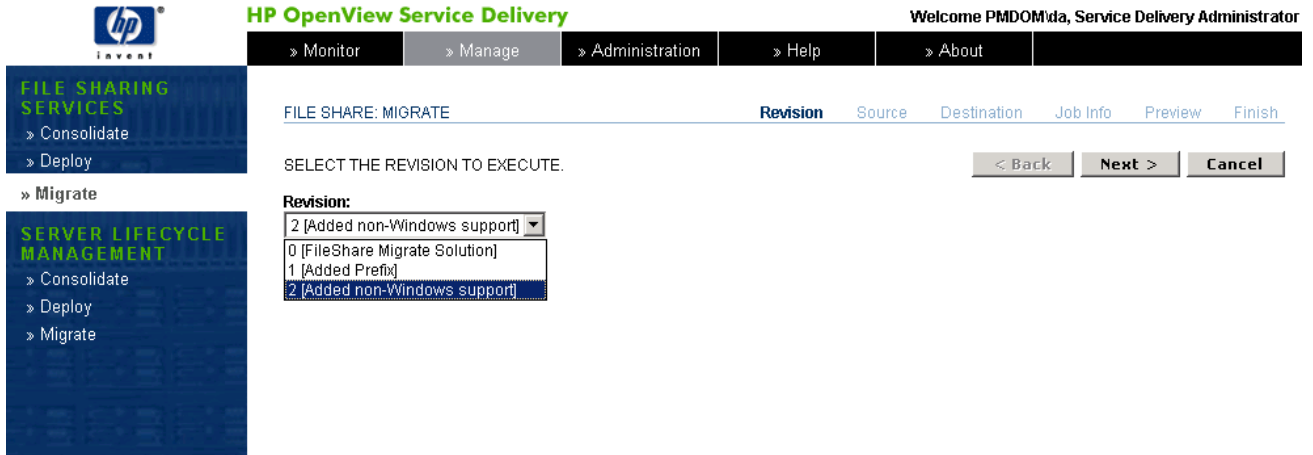 hp
invent
HP OpenView Service Delivery
Welcome PMDOM\da, Service Delivery Administrator
» Monitor » Manage » Administration » Help » About
FILE SHARING
SERVICES
» Consolidate
» Deploy
» Migrate
SERVER LIFECYCLE
MANAGEMENT
» Consolidate
» Deploy
» Migrate
FILE SHARE: MIGRATE
Revision Source Destination Job Info Preview Finish
SELECT THE REVISION TO EXECUTE.
< Back Next > Cancel
Revision:
2 [Added non-Windows support]
0 [FileShare Migrate Solution]
1 [Added Prefix]
2 [Added non-Windows support]